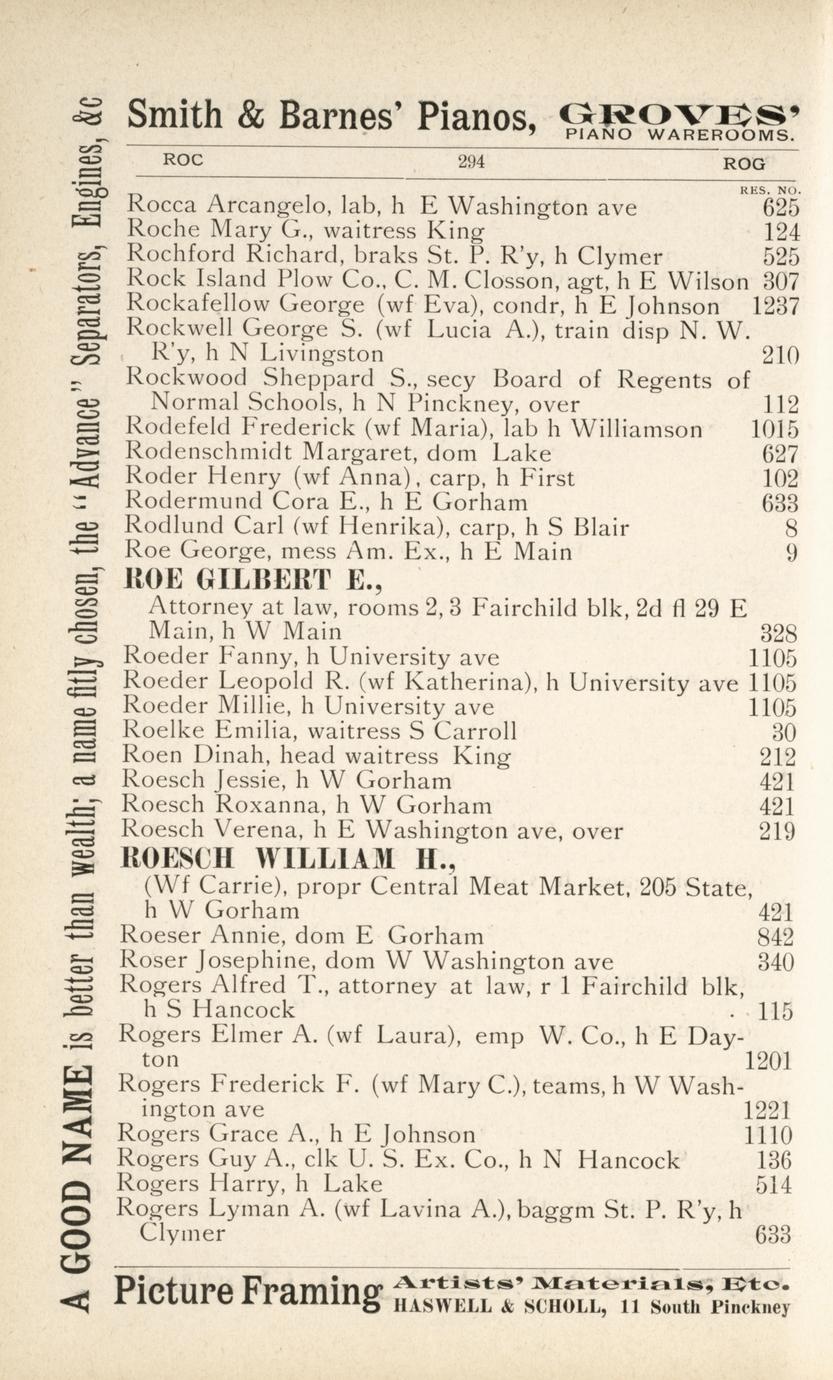 Smith & Barnes' Pianos, GROVES' PIANO WAREROOMS.
ROC 294 ROG
RES. NO.
Rocca Arcangelo, lab, h E Washington ave 625
Roche Mary G., waitress King 124
Rochford Richard, braks St. P. R'y, h Clymer 525
Rock Island Plow Co., C. M. Closson, agt, h E Wilson 307
Rockafellow George (wf Eva), condr, h E Johnson 1237
Rockwell George S. (wf Lucia A.), train disp N. W.
R'y, h N Livingston 210
Rockwood Sheppard S., secy Board of Regents of
Normal Schools, h N Pinckney, over 112
Rodefeld Frederick (wf Maria), lab h Williamson 1015
Rodenschmidt Margaret, dom Lake 627
Roder Henry (wf Anna), carp, h First 102
Rodermund Cora E., h E Gorham 633
Rodlund Carl (wf Henrika), carp, h S Blair 8
Roe George, mess Am. Ex., h E Main 9
ROE GILBERT E.,
Attorney at law, rooms 2, 3 Fairchild blk, 2d fl 29 E
Main, h W Main 328
Roeder Fanny, h University ave 1105
Roeder Leopold R. (wf Katherina), h University ave 1105
Roeder Millie, h University ave 1105
Roelke Emilia, waitress S Carroll 30
Roen Dinah, head waitress King 212
Roesch Jessie, h W Gorham 421
Roesch Roxanna, h W Gorham 421
Roesch Verena, h E Washington ave, over 219
ROESCH WILLIAM H.,
(Wf Carrie), propr Central Meat Market, 205 State,
h W Gorham 421
Roeser Annie, dom E Gorham 842
Roser Josephine, dom W Washington ave 340
Rogers Alfred T., attorney at law, r 1 Fairchild blk,
h S Hancock 115
Rogers Elmer A. (wf Laura), emp W. Co., h E Day-
ton 1201
Rogers Frederick F. (wf Mary C.), teams, h W Wash-
ington ave 1221
Rogers Grace A., h E Johnson 1110
Rogers Guy A., clk U. S. Ex. Co., h N Hancock 136
Rogers Harry, h Lake 514
Rogers Lyman A. (wf Lavina A.), baggm St. P. R'y, h
Clymer 633
Picture Framing Artists' Materials, Etc.
HASWELL & SCHOLL, 11 South Pinckney
A GOOD NAME is better than wealth; a name fitly chosen, the "Advance" Separators, Engines, &c